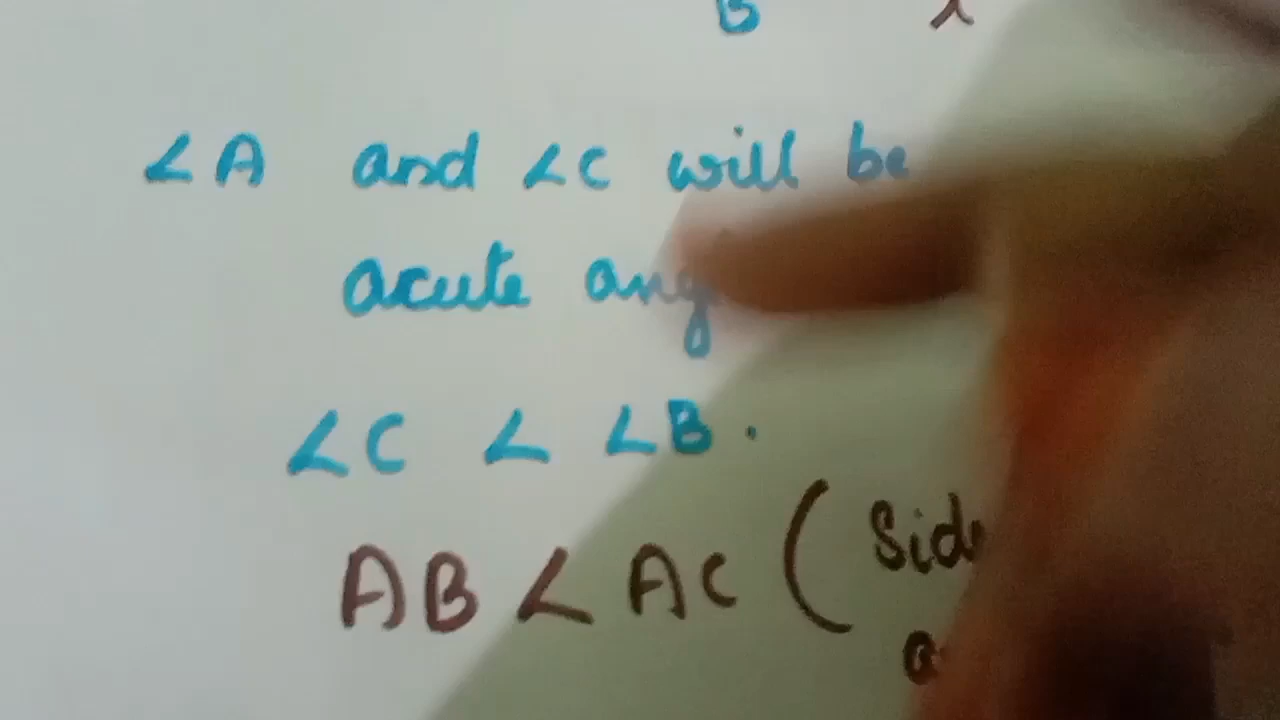 B
∠A and ∠C will be
acute
∠C < ∠B.
AB < AC (